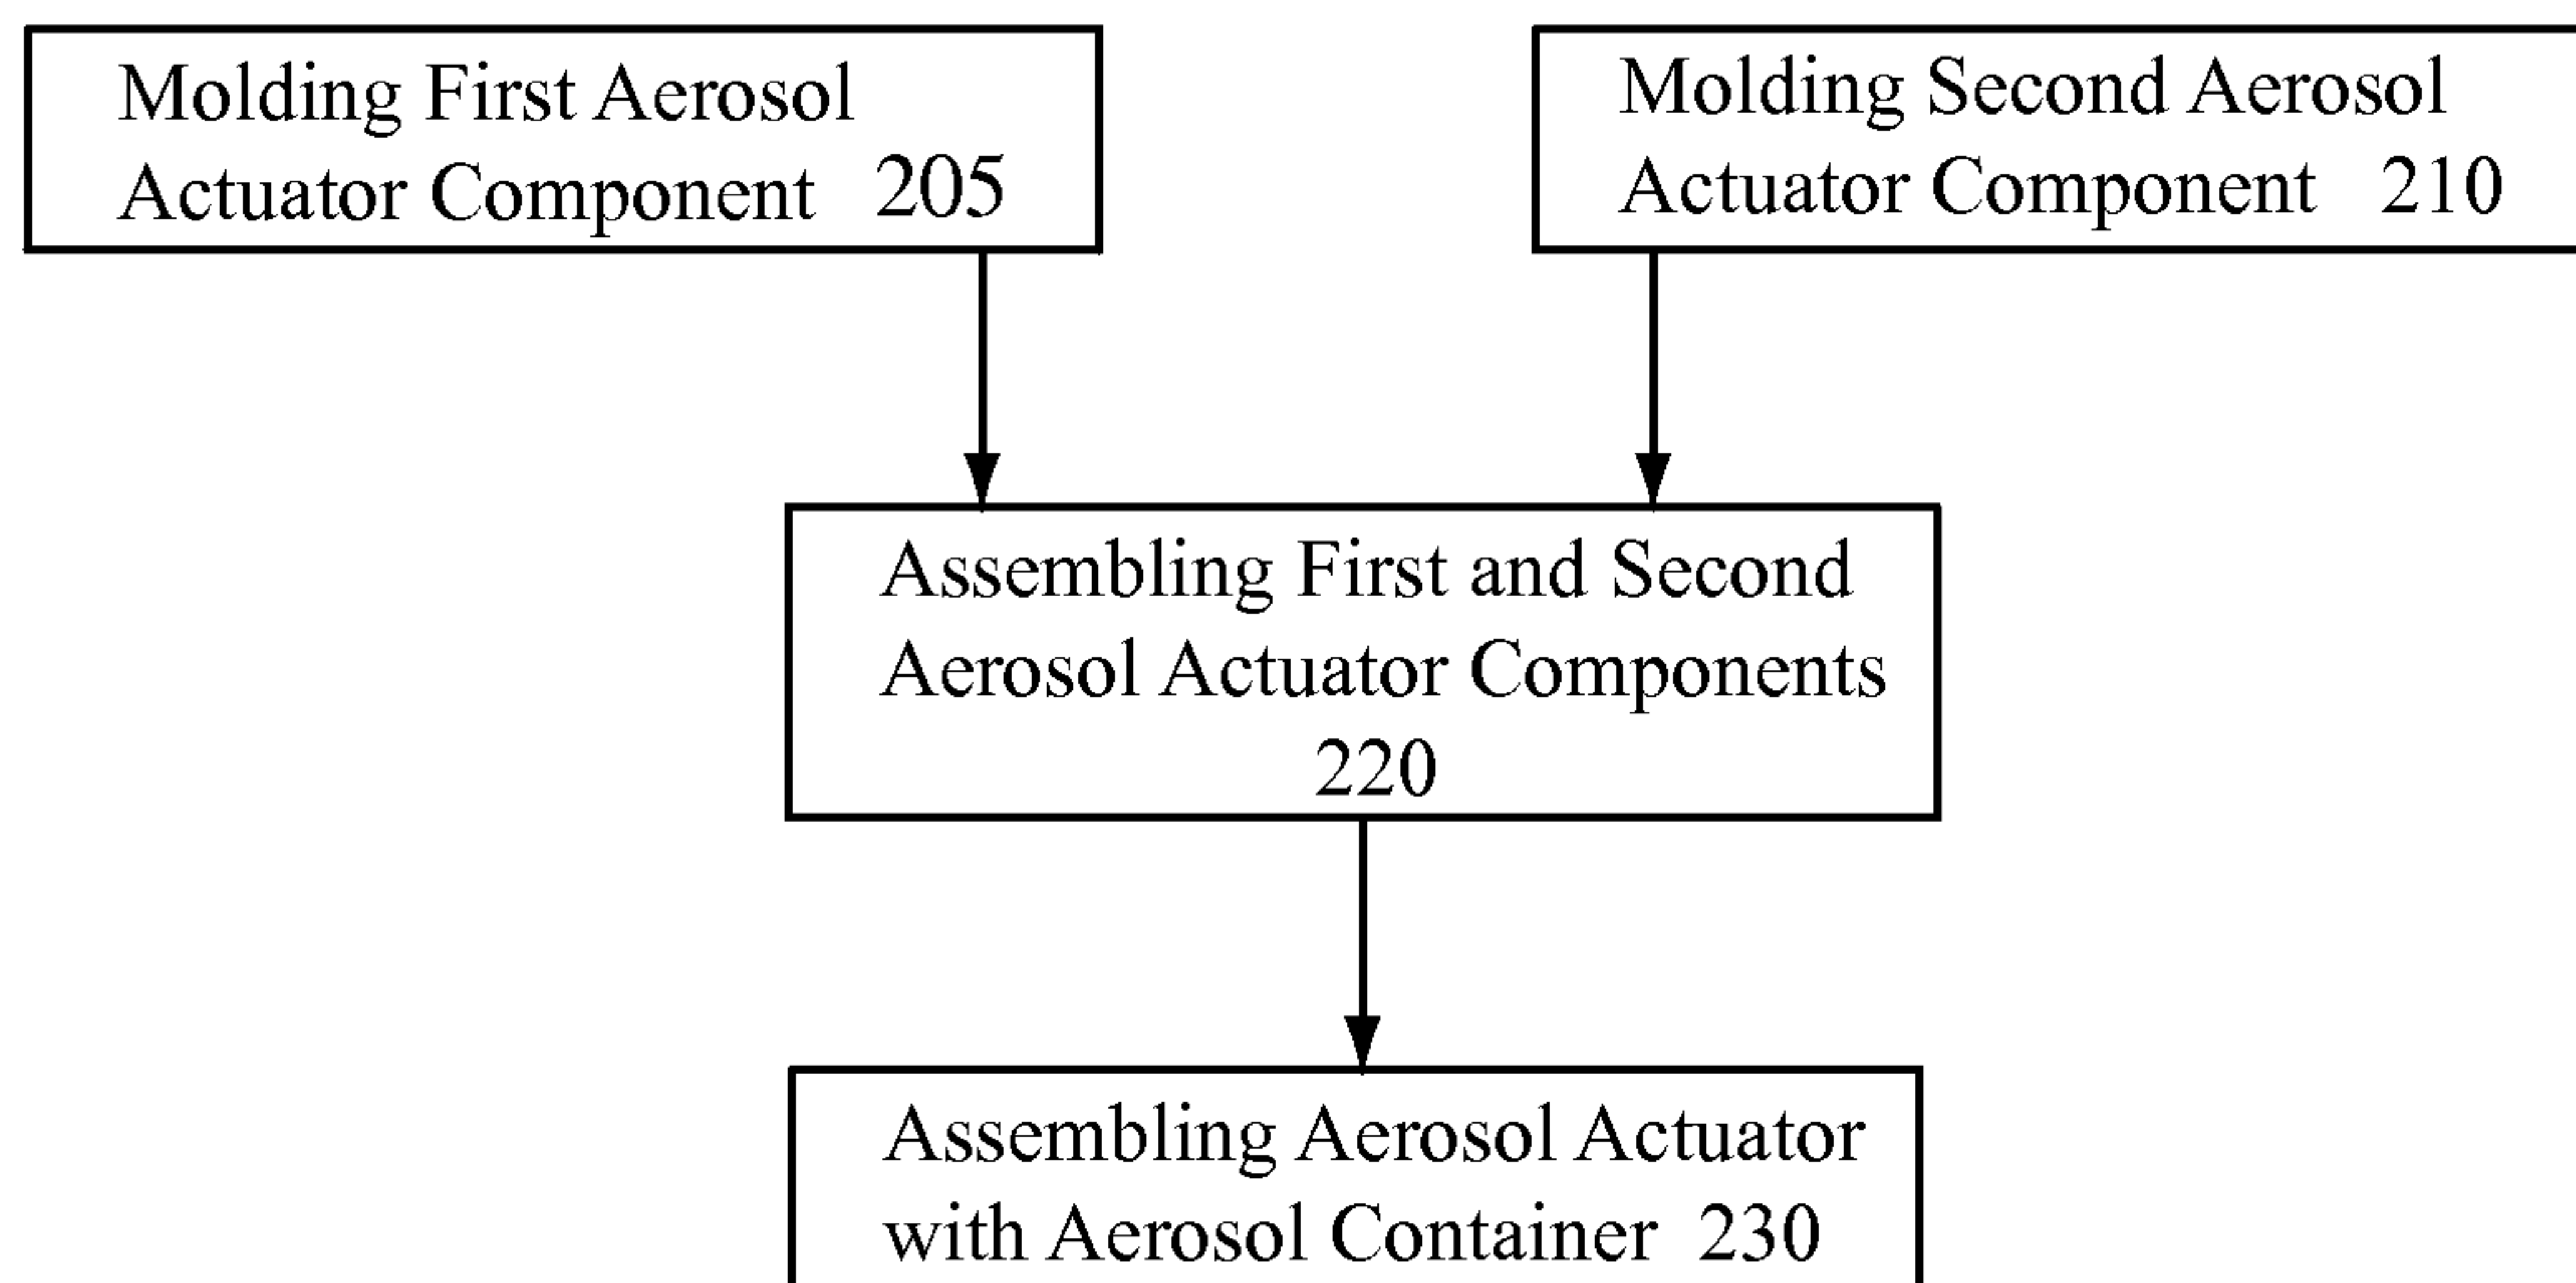 Molding First Aerosol
Actuator Component 205
Molding Second Aerosol
Actuator Component 210
Assembling First and Second
Aerosol Actuator Components
220
Assembling Aerosol Actuator
with Aerosol Container 230